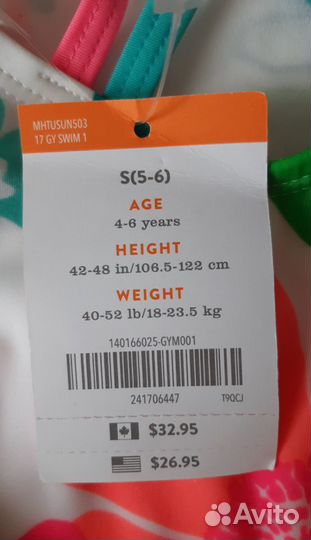 MHTUSUN503
17 GY SWIM 1
S(5-6)
AGE
4-6 years
HEIGHT
42-48 in/106.5-122 cm
WEIGHT
40-52 lb/18-23.5 kg
140166025-GYM001
241706447 T9QCJ
$32.95
$26.95
Avito